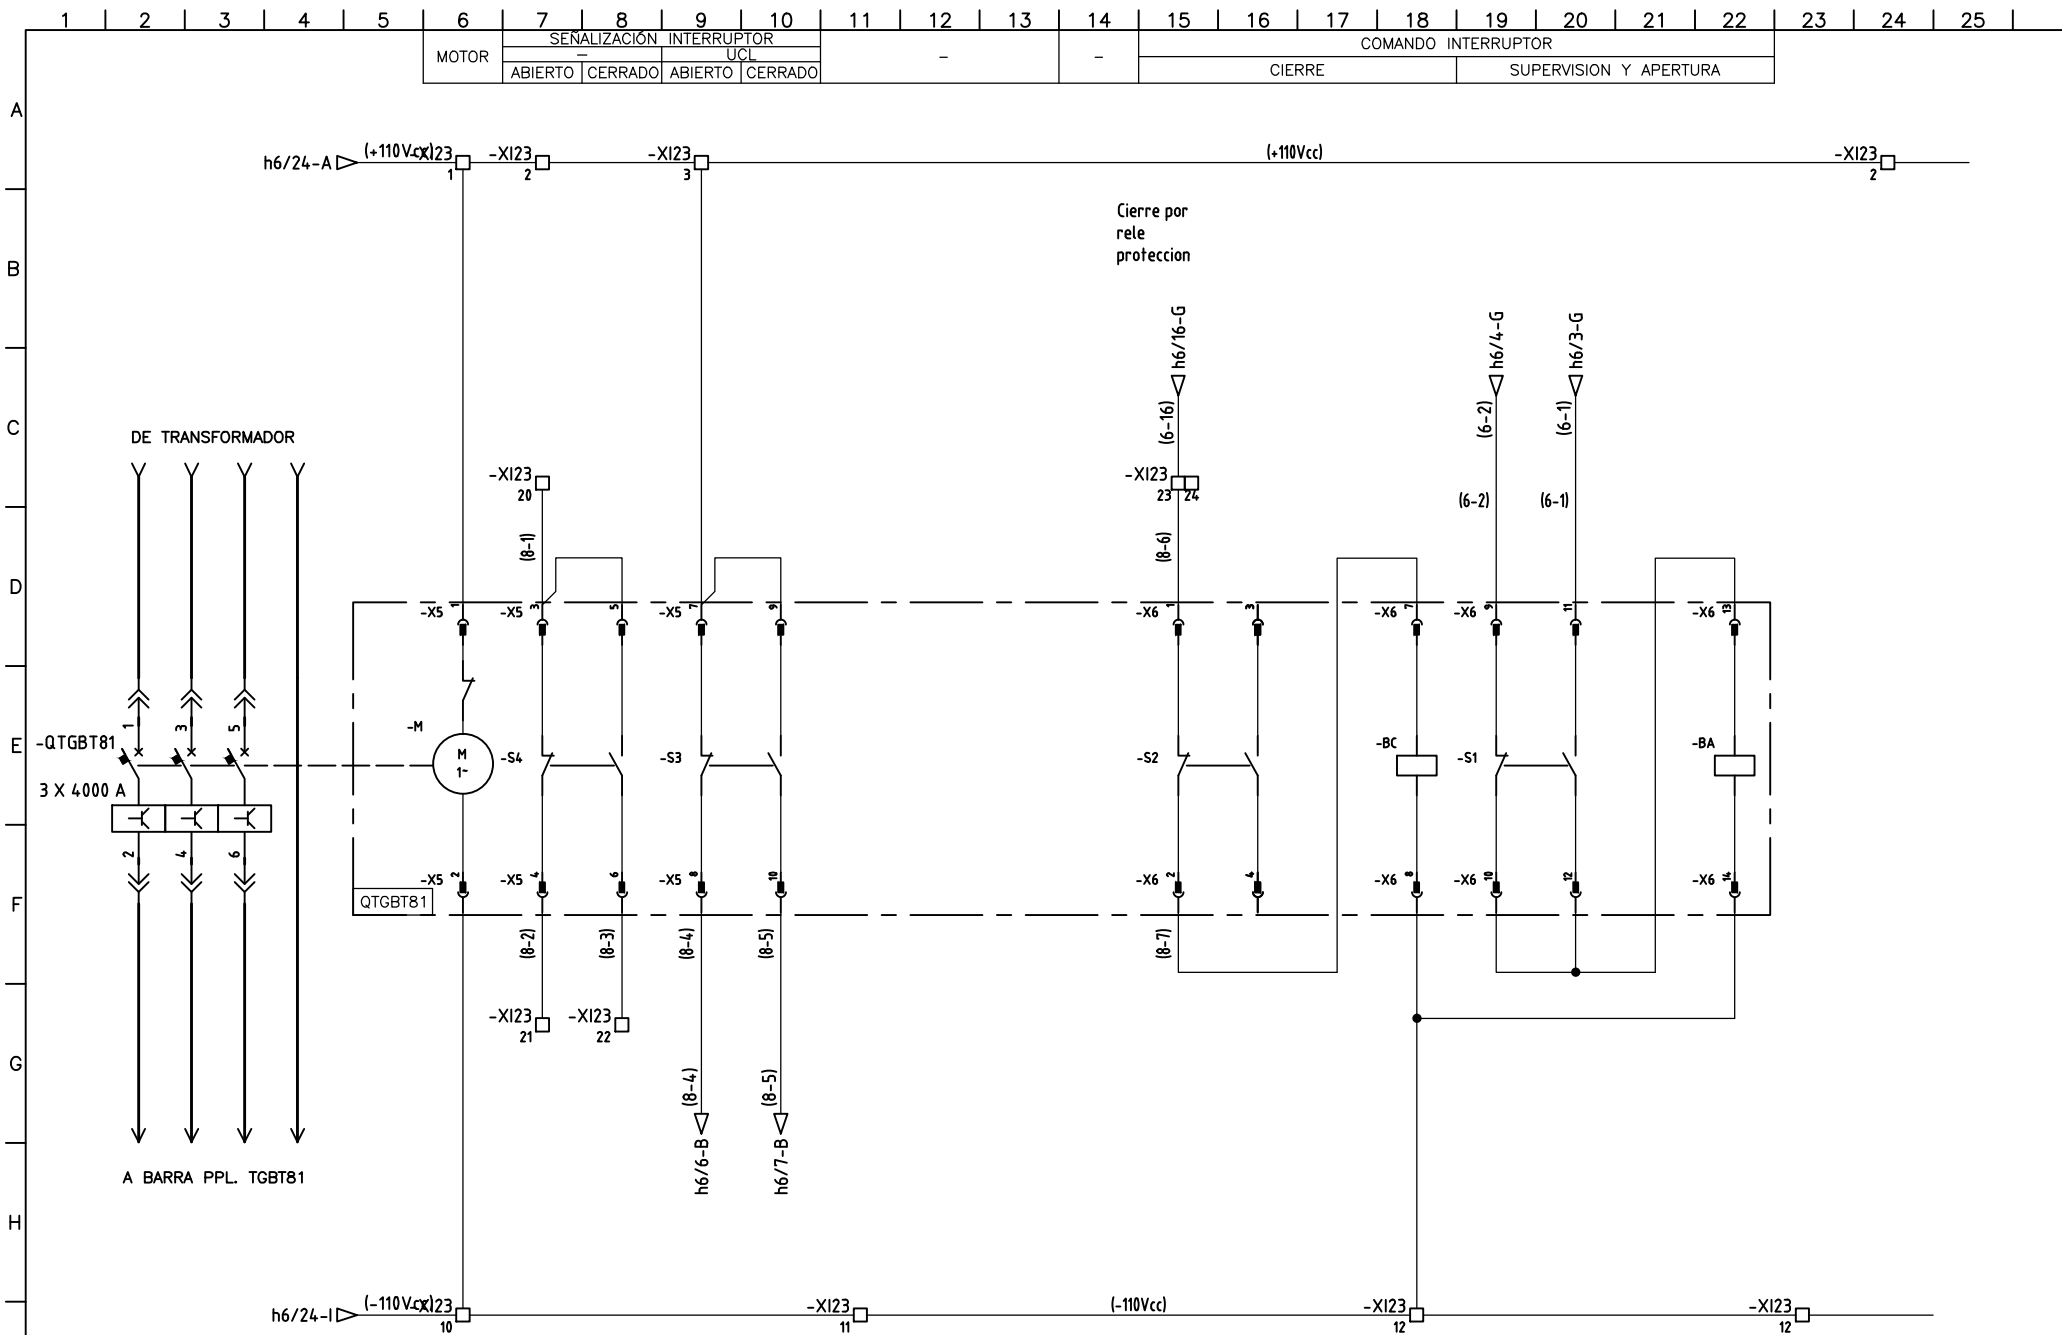 1 2 3 4 5 6 7 8 9 10 11 12 13 14 15 16 17 18 19 20 21 22 23 24 25
MOTOR
SEÑALIZACIÓN INTERRUPTOR
- UCL
ABIERTO CERRADO ABIERTO CERRADO
-
-
COMANDO INTERRUPTOR
CIERRE SUPERVISION Y APERTURA
A
h6/24-A (+110Vcc) -XI23 -XI23 -XI23 (+110Vcc) -XI23
1 2 3 2
Cierre por
rele
proteccion
B
h6/16-G h6/4-G h6/3-G
C
(6-16) (6-2) (6-1)
DE TRANSFORMADOR
-XI23 -XI23
20 23 24
(6-2) (6-1)
(8-1) (8-6)
D
-X5 1 -X5 3 5 -X5 7 9 -X6 1 3 -X6 7 -X6 9 11 -X6 13
1 3 5
-M
E
-QTGBT81
M
1~
-S4 -S3 -S2 -BC -S1 -BA
3 X 4000 A
2 4 6
-X5 2 -X5 4 6 -X5 8 10 -X6 2 4 -X6 8 -X6 10 12 -X6 14
F
QTGBT81
(8-2) (8-3) (8-4) (8-5) (8-7)
-XI23 -XI23
21 22
G
(8-4) (8-5)
h6/6-B h6/7-B
A BARRA PPL. TGBT81
H
h6/24-I (-110Vcc) -XI23 -XI23 (-110Vcc) -XI23 -XI23
10 11 12 12